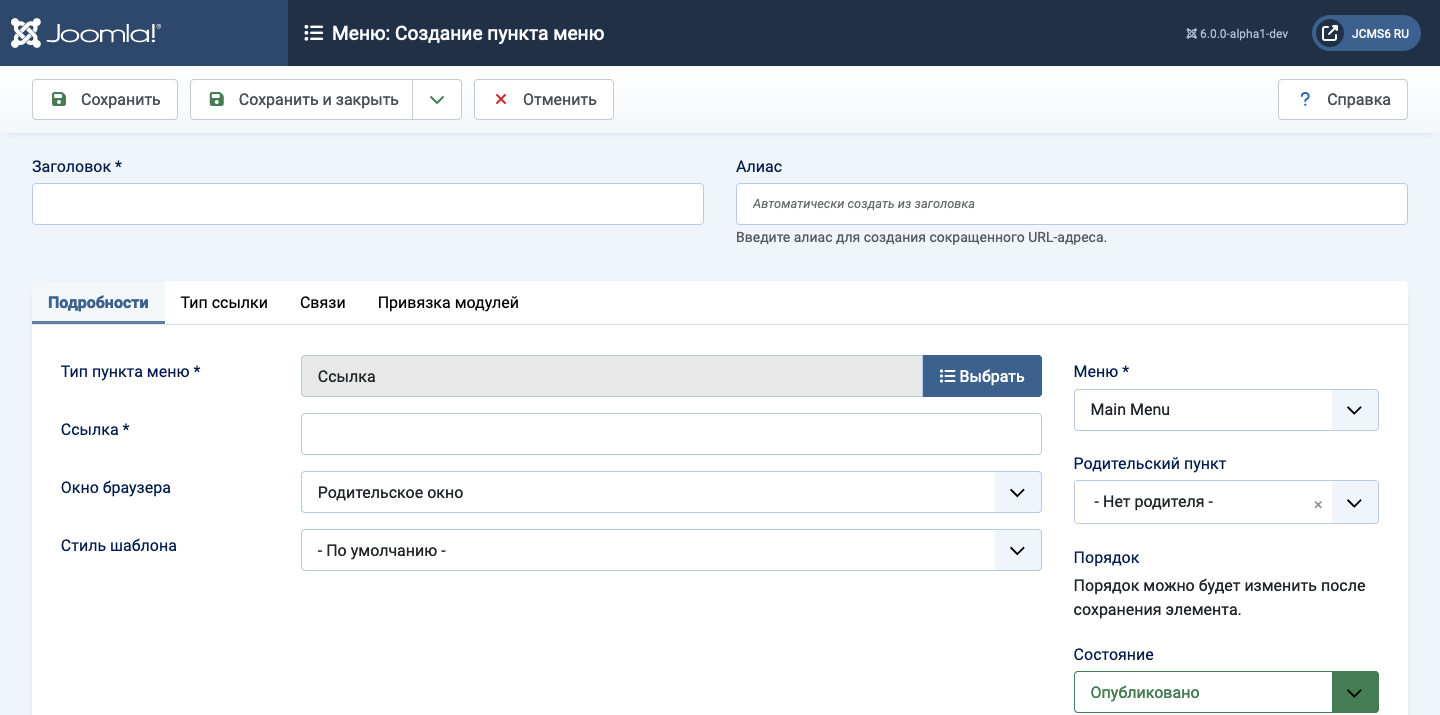 Joomla!®
Меню: Создание пункта меню
6.0.0-alpha1-dev
JCMS6 RU
Сохранить
Сохранить и закрыть
Отменить
? Справка
Заголовок *
Алиас
Автоматически создать из заголовка
Введите алиас для создания сокращенного URL-адреса.
Подробности
Тип ссылки
Связи
Привязка модулей
Тип пункта меню *
Ссылка
Выбрать
Ссылка *
Окно браузера
Родительское окно
Стиль шаблона
- По умолчанию -
Меню *
Main Menu
Родительский пункт
- Нет родителя - ×
Порядок
Порядок можно будет изменить после
сохранения элемента.
Состояние
Опубликовано